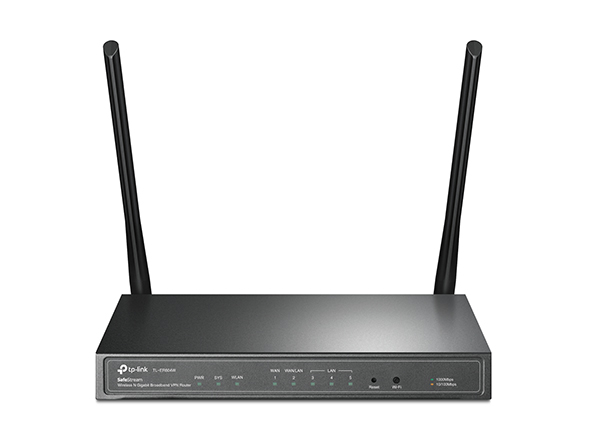 tp-link TL-ER604W
SafeStream
Wireless N Gigabit Broadband VPN Router
PWR SYS WLAN
WAN WAN/LAN LAN
1 2 3 4 5
Reset Wi-Fi
1000Mbps
10/100Mbps